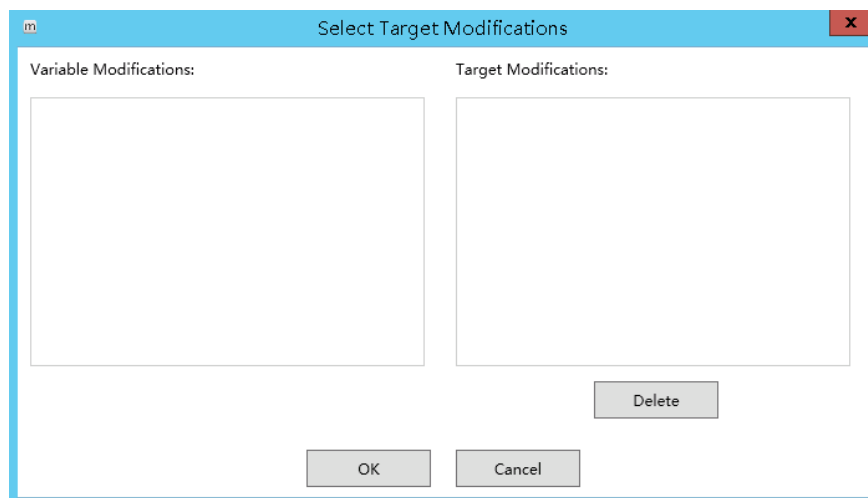 m
Select Target Modifications
x
Variable Modifications:
Target Modifications:
Delete
OK
Cancel